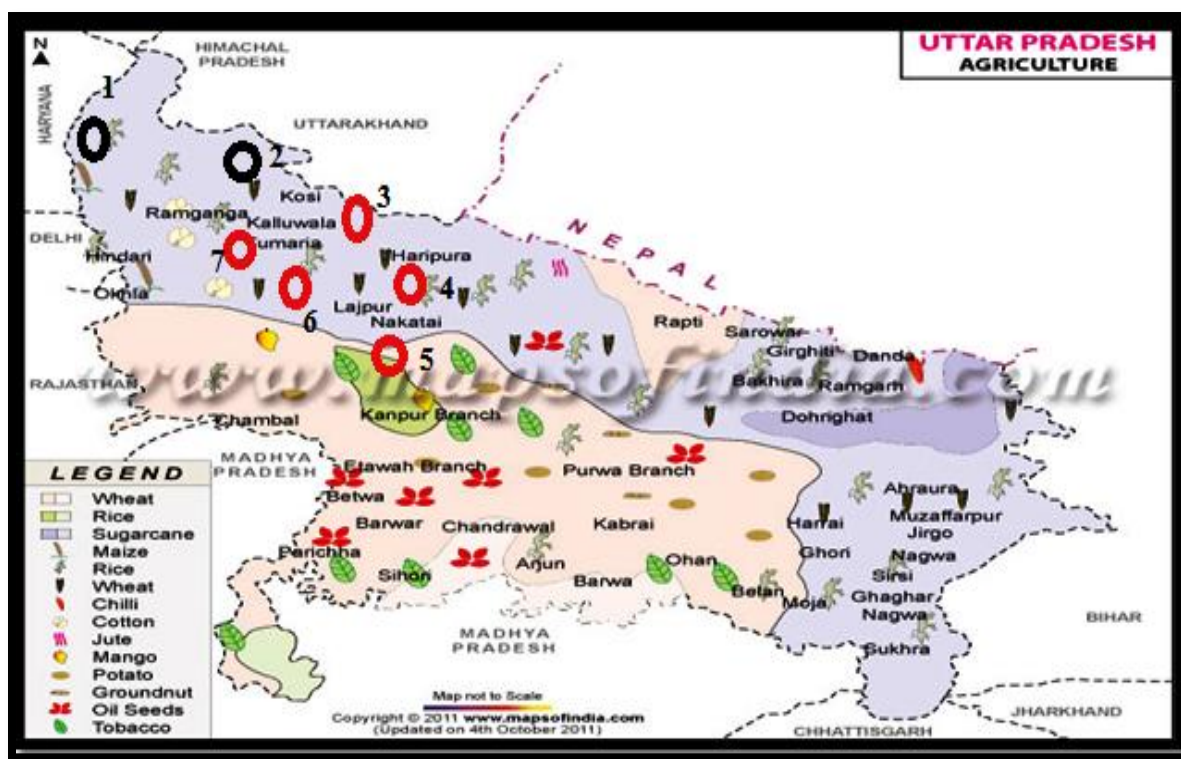 UTTAR PRADESH
AGRICULTURE
N
HIMACHAL
PRADESH
HARYANA
1
UTTARAKHAND
2
Kosi
3
Ramganga
Kalluwala
DELHI
7
umaria
Hindari
Haripura
NEPAL
Okhla
4
Lajpur
6
Nakatai
Rapti
Sarowar
Girghiti
Danda
5
www.mapsofindia.com
RAJASTHAN
Bakhira
Ramgarh
Chambal
Kanpur Branch
Dohrighat
MADHYA
PRADESH
Etawah Branch
Purwa Branch
Betwa
Ahraura
Barwar
Chandrawal
Kabrai
Harrai
Muzaffarpur
Jirgo
Parichha
Ghori
Nagwa
Sihori
Arjun
Ohan
Sirsi
Barwa
Belan
Moja
Ghaghar
Nagwa
BIHAR
MADHYA
PRADESH
Sukhra
LEGEND
Wheat
Rice
Sugarcane
Maize
Rice
Wheat
Chilli
Cotton
Jute
Mango
Potato
Groundnut
Oil Seeds
Tobacco
Map not to Scale
Copyright © 2011 www.mapsofindia.com
(Updated on 4th October 2011)
JHARKHAND
CHHATTISGARH